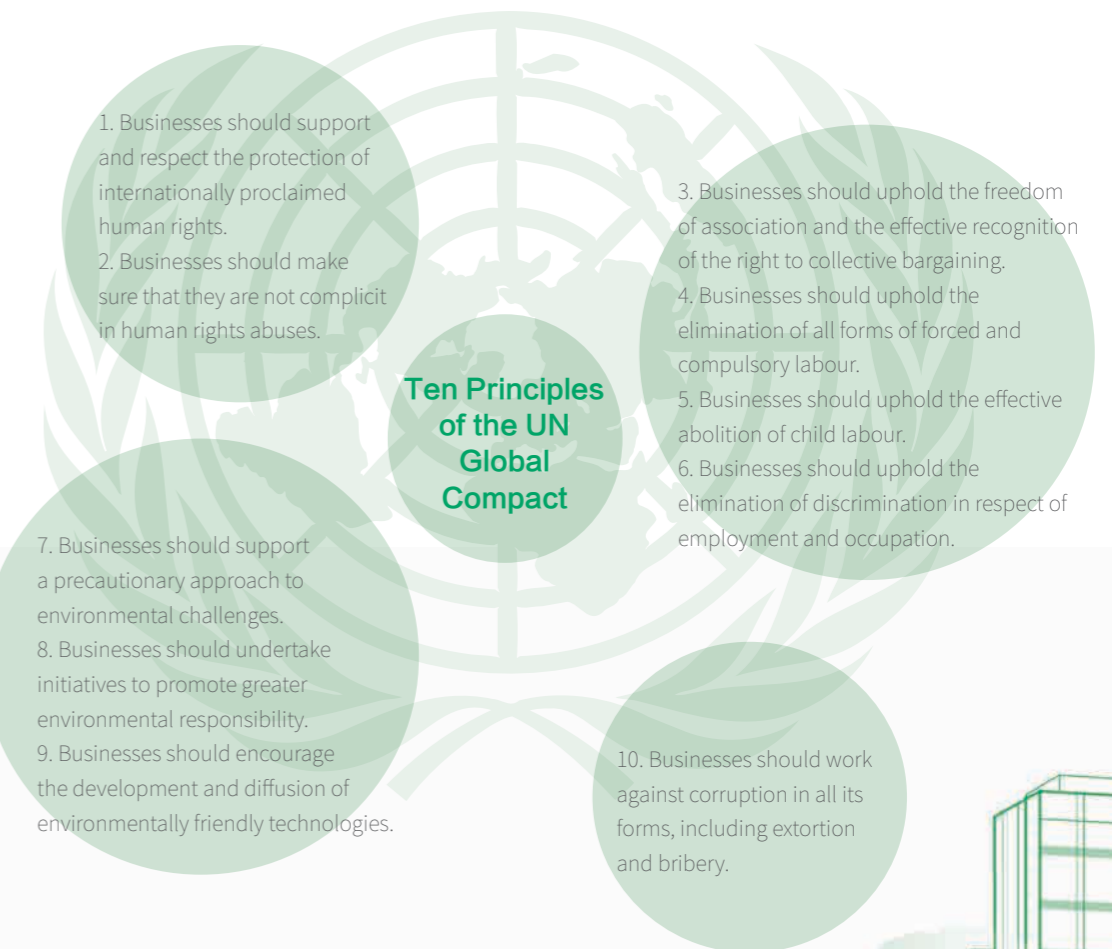 1. Businesses should support
and respect the protection of
internationally proclaimed
human rights.
2. Businesses should make
sure that they are not complicit
in human rights abuses.
3. Businesses should uphold the freedom
of association and the effective recognition
of the right to collective bargaining.
4. Businesses should uphold the
elimination of all forms of forced and
compulsory labour.
5. Businesses should uphold the effective
abolition of child labour.
6. Businesses should uphold the
elimination of discrimination in respect of
employment and occupation.
Ten Principles
of the UN
Global
Compact
7. Businesses should support
a precautionary approach to
environmental challenges.
8. Businesses should undertake
initiatives to promote greater
environmental responsibility.
9. Businesses should encourage
the development and diffusion of
environmentally friendly technologies.
10. Businesses should work
against corruption in all its
forms, including extortion
and bribery.